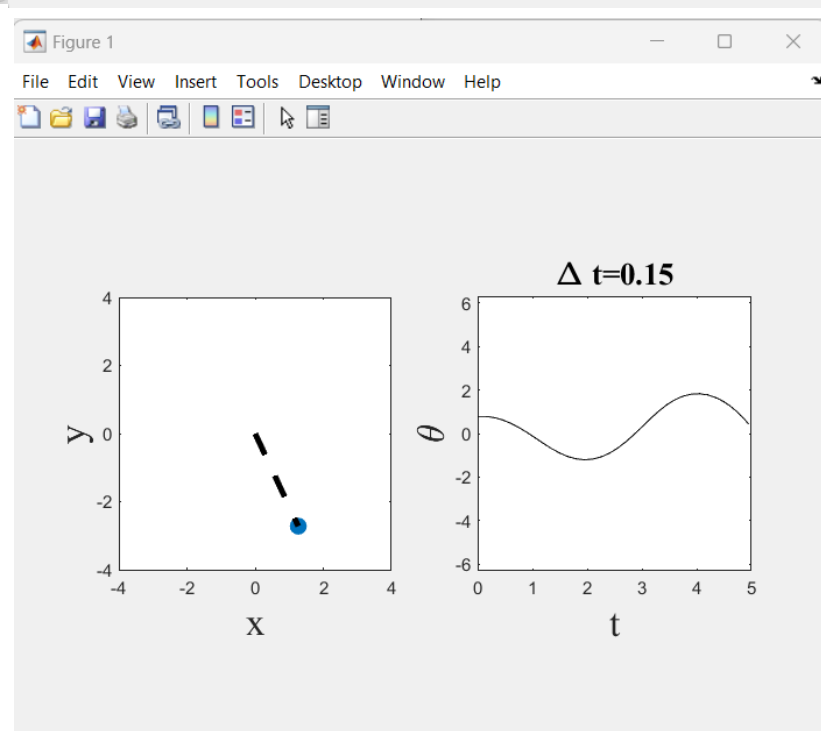 Figure 1
File Edit View Insert Tools Desktop Window Help
4
2
0
-2
-4
-4 -2 0 2 4
x
y
Δ t=0.15
6
4
2
0
-2
-4
-6
0 1 2 3 4 5
t
θ